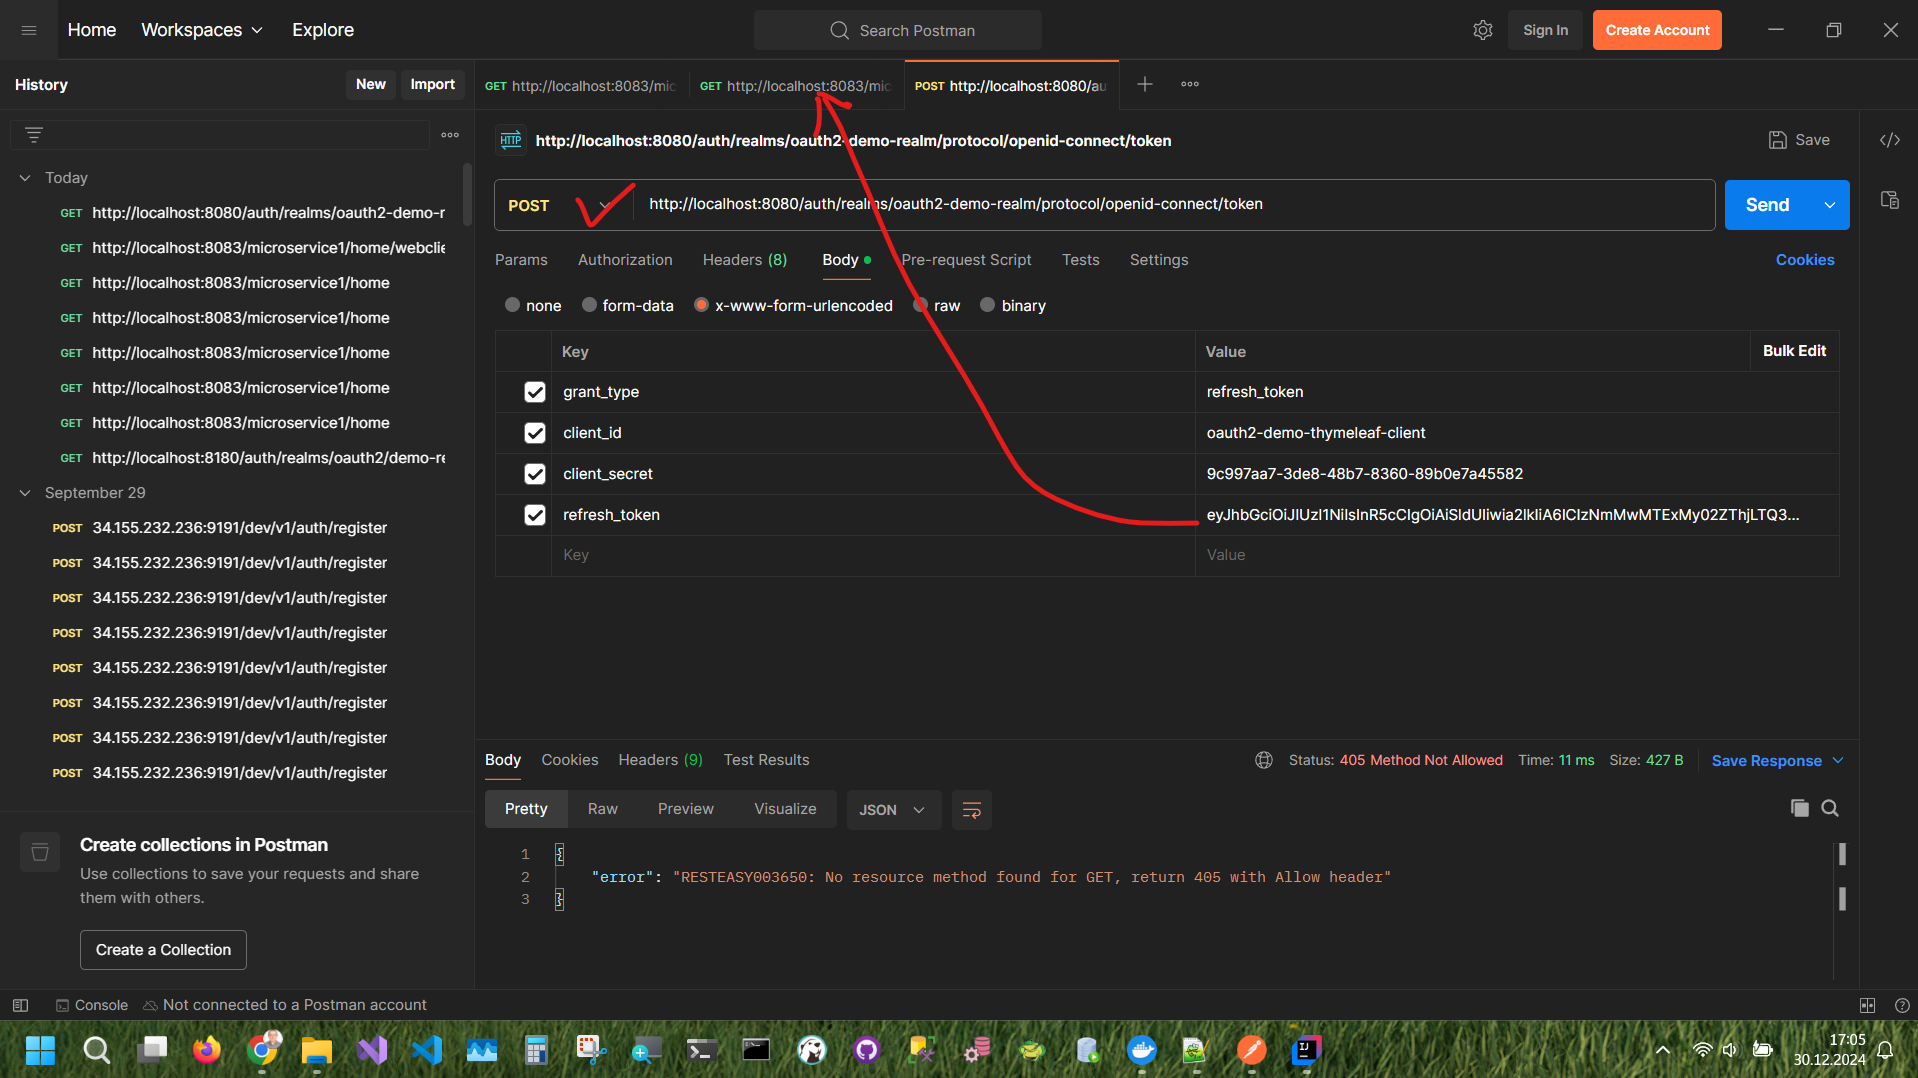 Home
Workspaces
Explore
Search Postman
Sign In
Create Account
History
New
Import
GET http://localhost:8083/mic
GET http://localhost:8083/mic
POST http://localhost:8080/au
HTTP http://localhost:8080/auth/realms/oauth2-demo-realm/protocol/openid-connect/token
Save
Today
GET http://localhost:8080/auth/realms/oauth2-demo-r
GET http://localhost:8083/microservice1/home/webclie
GET http://localhost:8083/microservice1/home
GET http://localhost:8083/microservice1/home
GET http://localhost:8083/microservice1/home
GET http://localhost:8083/microservice1/home
GET http://localhost:8083/microservice1/home
GET http://localhost:8180/auth/realms/oauth2/demo-re
September 29
POST 34.155.232.236:9191/dev/v1/auth/register
POST 34.155.232.236:9191/dev/v1/auth/register
POST 34.155.232.236:9191/dev/v1/auth/register
POST 34.155.232.236:9191/dev/v1/auth/register
POST 34.155.232.236:9191/dev/v1/auth/register
POST 34.155.232.236:9191/dev/v1/auth/register
POST 34.155.232.236:9191/dev/v1/auth/register
POST 34.155.232.236:9191/dev/v1/auth/register
Create collections in Postman
Use collections to save your requests and share
them with others.
Create a Collection
POST http://localhost:8080/auth/realms/oauth2-demo-realm/protocol/openid-connect/token
Send
Params Authorization Headers (8) Body Pre-request Script Tests Settings Cookies
none form-data x-www-form-urlencoded raw binary
Key Value Bulk Edit
grant_type refresh_token
client_id oauth2-demo-thymeleaf-client
client_secret 9c997aa7-3de8-48b7-8360-89b0e7a45582
refresh_token eyJhbGciOiJIUzI1NiIsInR5cCIgOiAiSldUIiwia2lkIiA6ICIzNmMwMTExMy02ZThjLTQ3...
Key Value
Body Cookies Headers (9) Test Results
Status: 405 Method Not Allowed Time: 11 ms Size: 427 B Save Response
Pretty Raw Preview Visualize JSON
1 {
2 "error": "RESTEASY003650: No resource method found for GET, return 405 with Allow header"
3 }
Console Not connected to a Postman account
17:05
30.12.2024